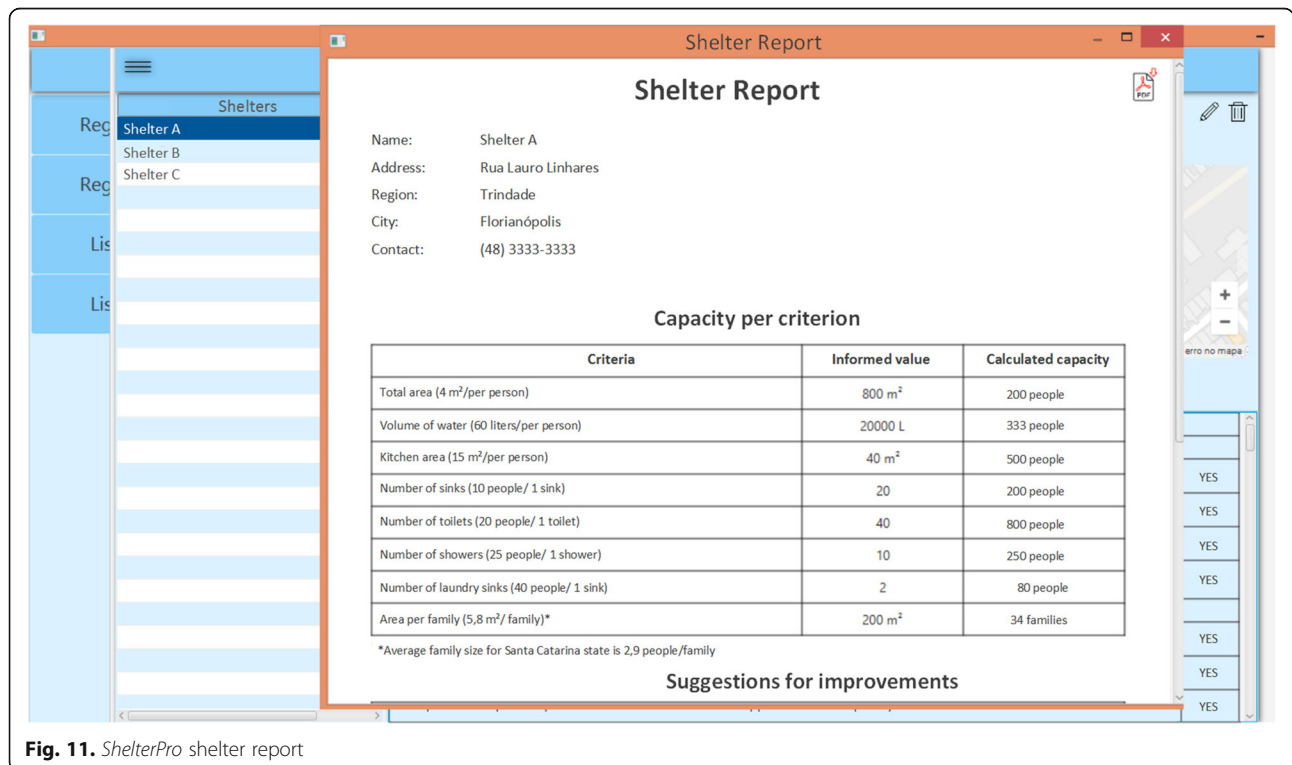 Shelter Report
Shelters
Shelter A
Shelter B
Shelter C
Reg
Reg
Lis
Lis
Shelter Report
PDF
Name: Shelter A
Address: Rua Lauro Linhares
Region: Trindade
City: Florianópolis
Contact: (48) 3333-3333
Capacity per criterion
Criteria Informed value Calculated capacity
Total area (4 m²/per person) 800 m² 200 people
Volume of water (60 liters/per person) 20000 L 333 people
Kitchen area (15 m²/per person) 40 m² 500 people
Number of sinks (10 people/ 1 sink) 20 200 people
Number of toilets (20 people/ 1 toilet) 40 800 people
Number of showers (25 people/ 1 shower) 10 250 people
Number of laundry sinks (40 people/ 1 sink) 2 80 people
Area per family (5,8 m²/ family)* 200 m² 34 families
*Average family size for Santa Catarina state is 2,9 people/family
Suggestions for improvements
+
−
erro no mapa
YES
YES
YES
YES
YES
YES
YES
Fig. 11. ShelterPro shelter report